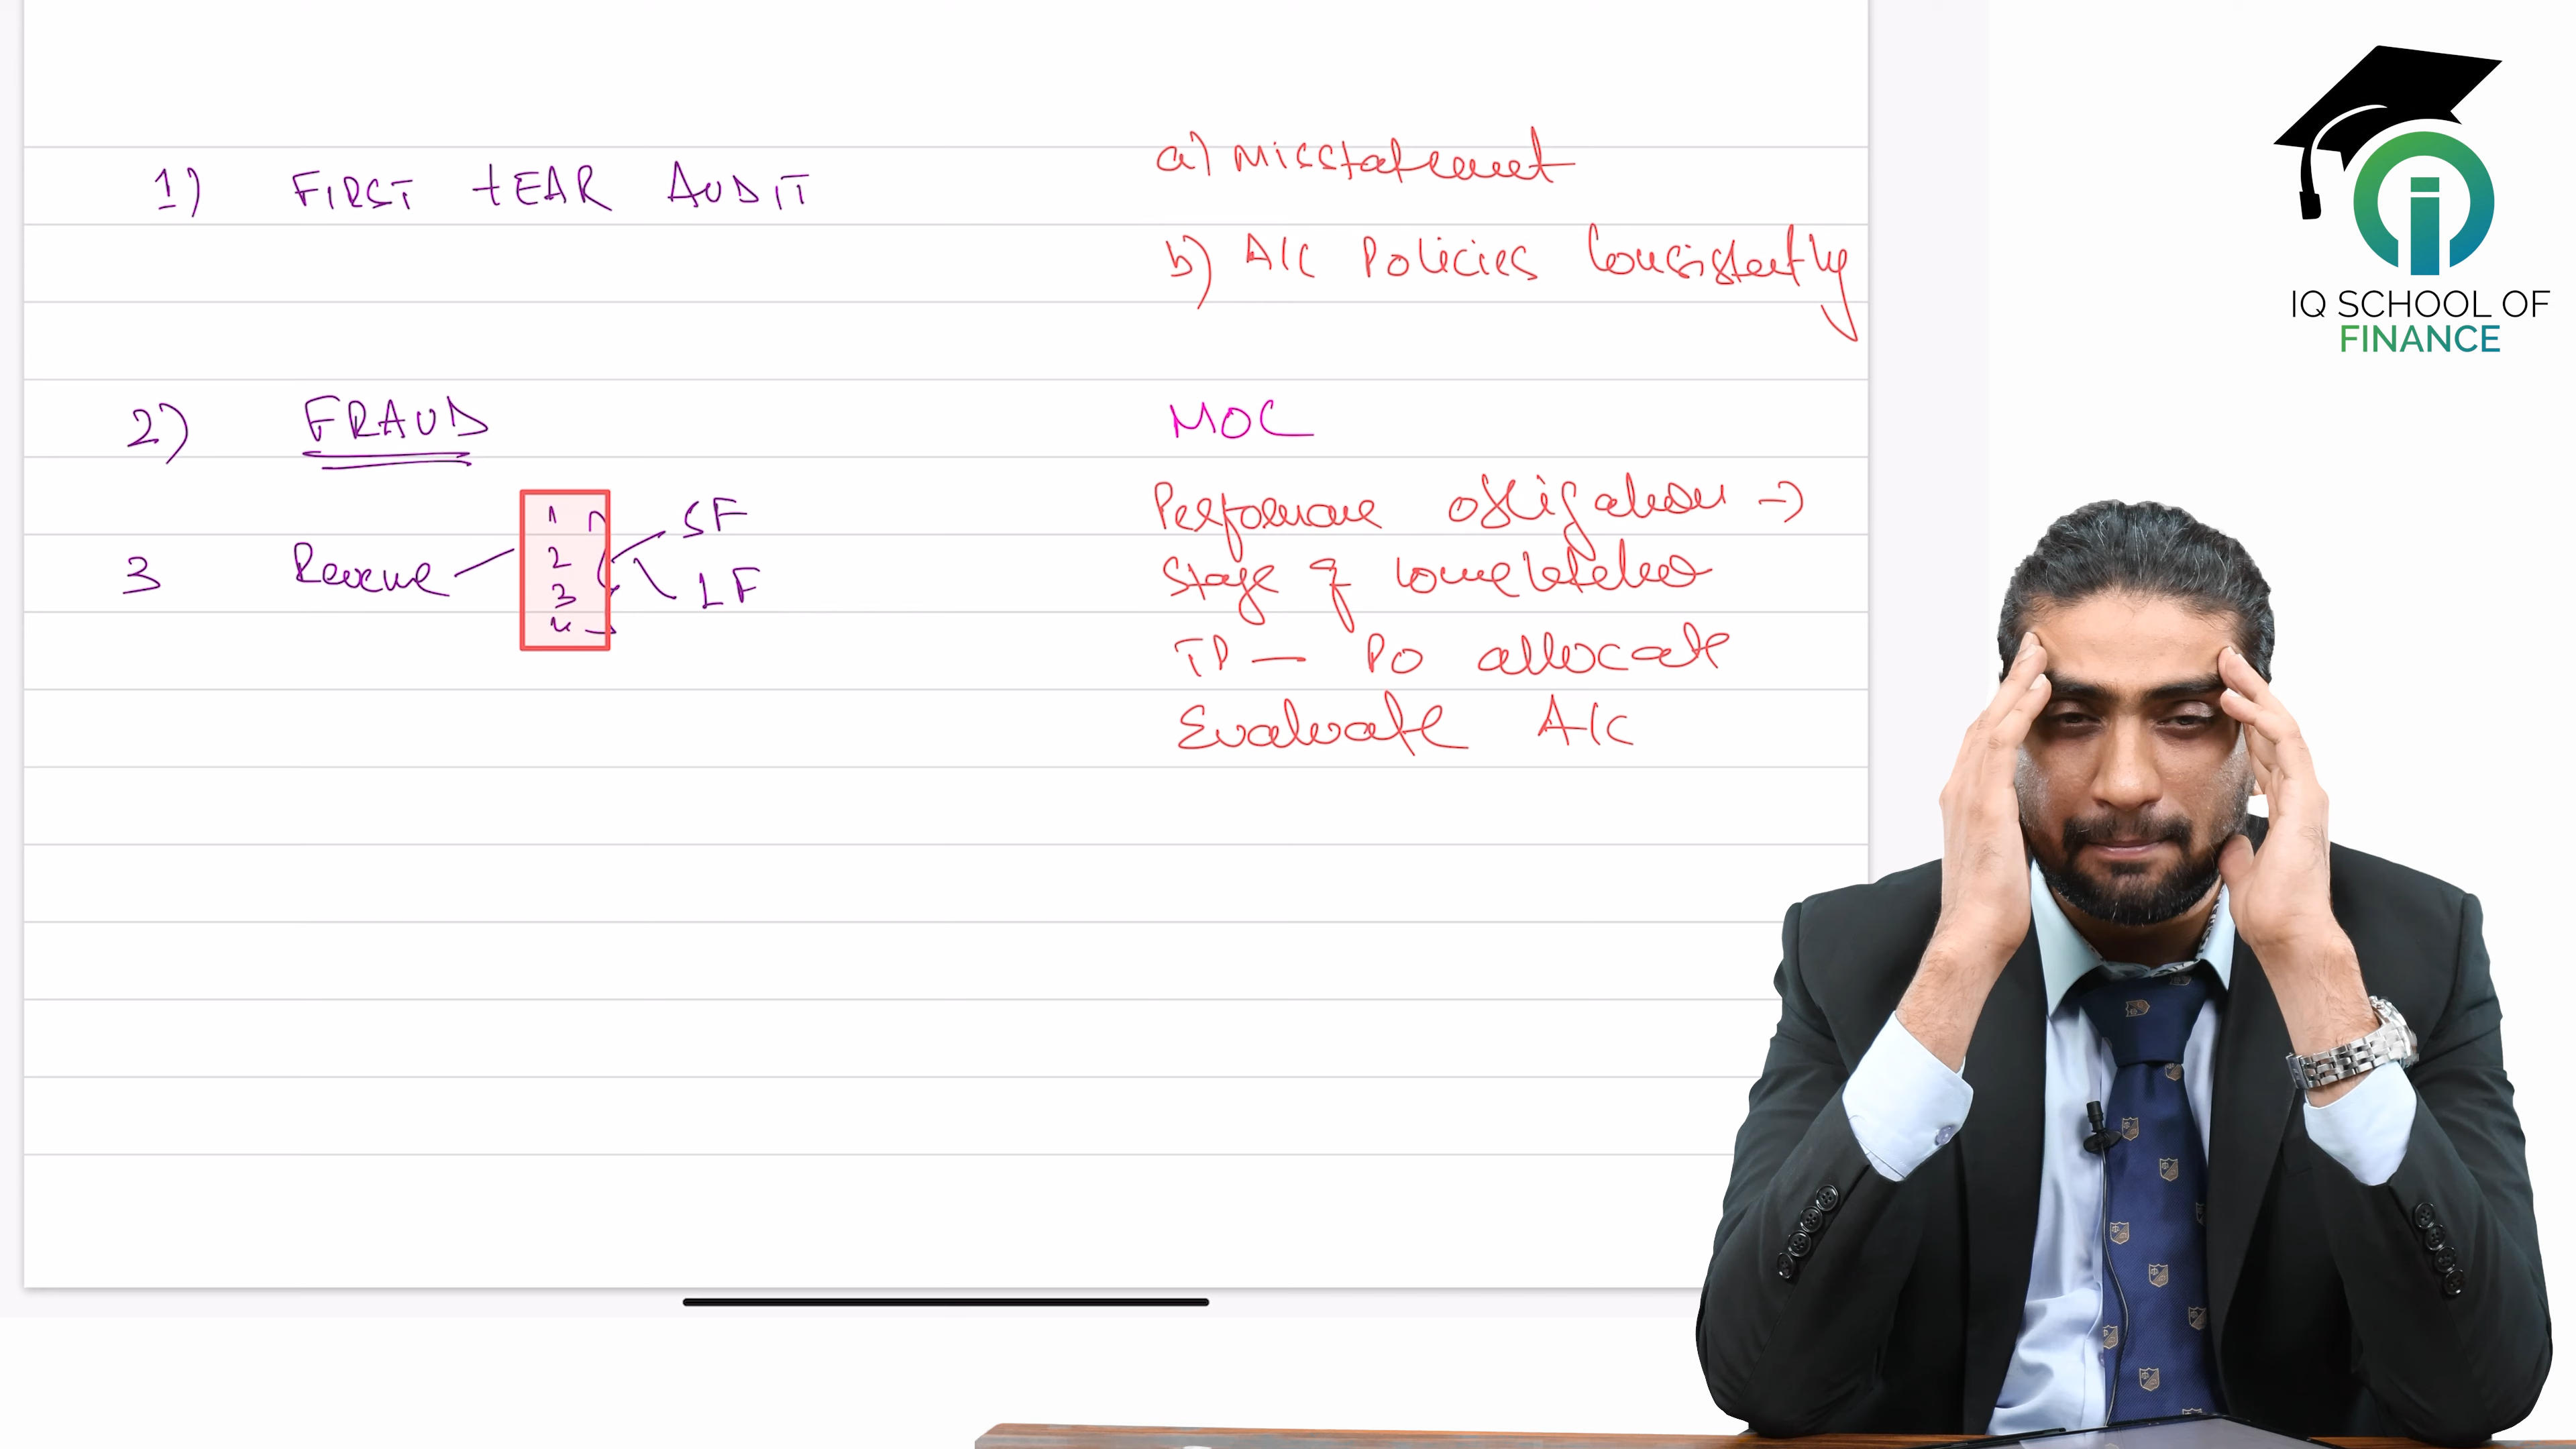 1) FIRST YEAR AUDIT
a) Misstatement
b) A/C Policies Consistently
2) FRAUD
MOC
3 Revenue
1
2
3
4
SF
LF
Performance obligation →
Stage of completion
TP — PO allocate
Evaluate A/C
IQ SCHOOL OF
FINANCE